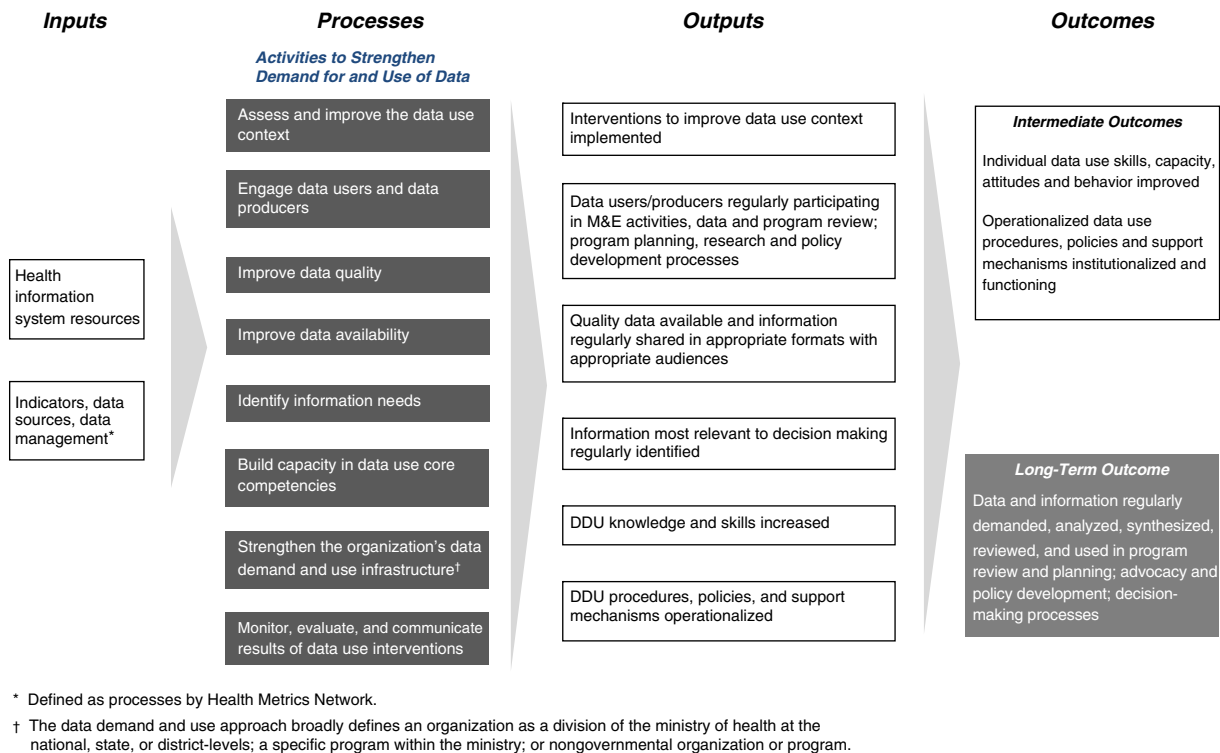 Inputs
Processes
Outputs
Outcomes
Activities to Strengthen
Demand for and Use of Data
Health
information
system resources
Indicators, data
sources, data
management*
Assess and improve the data use
context
Engage data users and data
producers
Improve data quality
Improve data availability
Identify information needs
Build capacity in data use core
competencies
Strengthen the organization’s data
demand and use infrastructure†
Monitor, evaluate, and communicate
results of data use interventions
Interventions to improve data use context
implemented
Data users/producers regularly participating
in M&E activities, data and program review;
program planning, research and policy
development processes
Quality data available and information
regularly shared in appropriate formats with
appropriate audiences
Information most relevant to decision making
regularly identified
DDU knowledge and skills increased
DDU procedures, policies, and support
mechanisms operationalized
Intermediate Outcomes
Individual data use skills, capacity,
attitudes and behavior improved
Operationalized data use
procedures, policies and support
mechanisms institutionalized and
functioning
Long-Term Outcome
Data and information regularly
demanded, analyzed, synthesized,
reviewed, and used in program
review and planning; advocacy and
policy development; decision-
making processes
* Defined as processes by Health Metrics Network.
† The data demand and use approach broadly defines an organization as a division of the ministry of health at the
national, state, or district-levels; a specific program within the ministry; or nongovernmental organization or program.